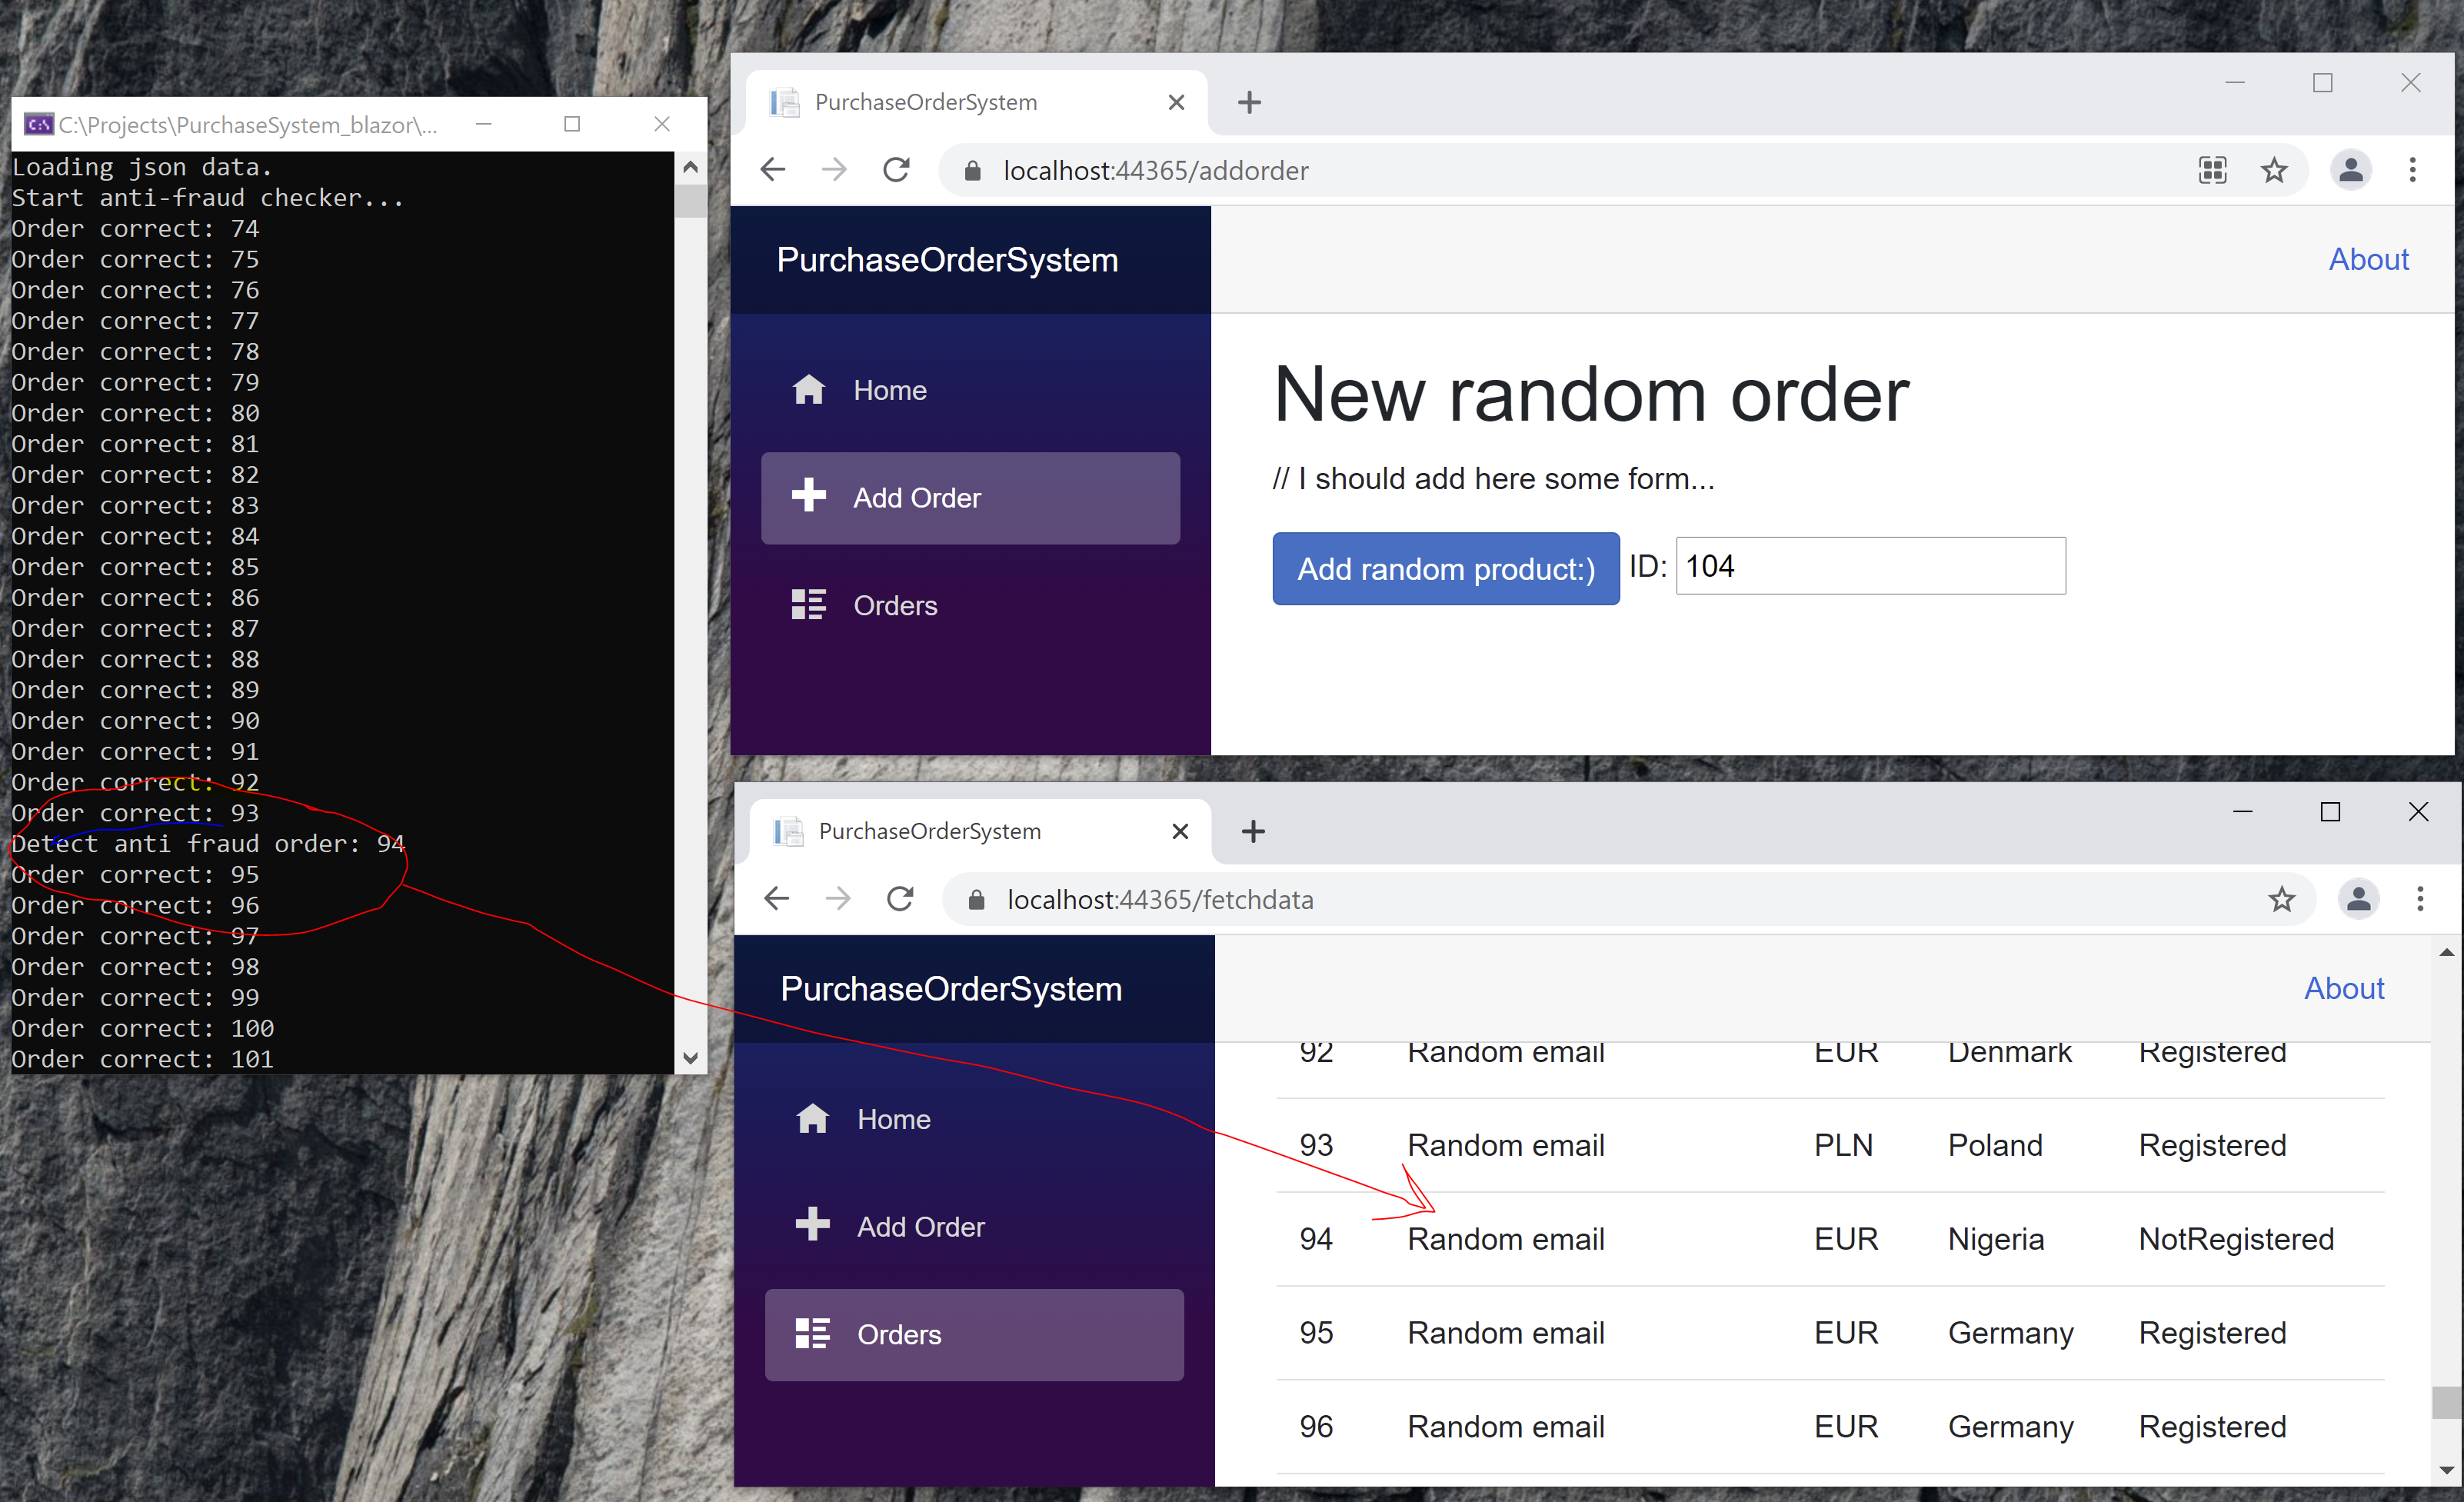 C:\Projects\PurchaseSystem_blazor\...
Loading json data.
Start anti-fraud checker...
Order correct: 74
Order correct: 75
Order correct: 76
Order correct: 77
Order correct: 78
Order correct: 79
Order correct: 80
Order correct: 81
Order correct: 82
Order correct: 83
Order correct: 84
Order correct: 85
Order correct: 86
Order correct: 87
Order correct: 88
Order correct: 89
Order correct: 90
Order correct: 91
Order correct: 92
Order correct: 93
Detect anti fraud order: 94
Order correct: 95
Order correct: 96
Order correct: 97
Order correct: 98
Order correct: 99
Order correct: 100
Order correct: 101
PurchaseOrderSystem
localhost:44365/addorder
PurchaseOrderSystem
About
Home
Add Order
Orders
New random order
// I should add here some form...
Add random product:) ID: 104
PurchaseOrderSystem
localhost:44365/fetchdata
PurchaseOrderSystem
About
Home
Add Order
Orders
92 Random email EUR Denmark Registered
93 Random email PLN Poland Registered
94 Random email EUR Nigeria NotRegistered
95 Random email EUR Germany Registered
96 Random email EUR Germany Registered